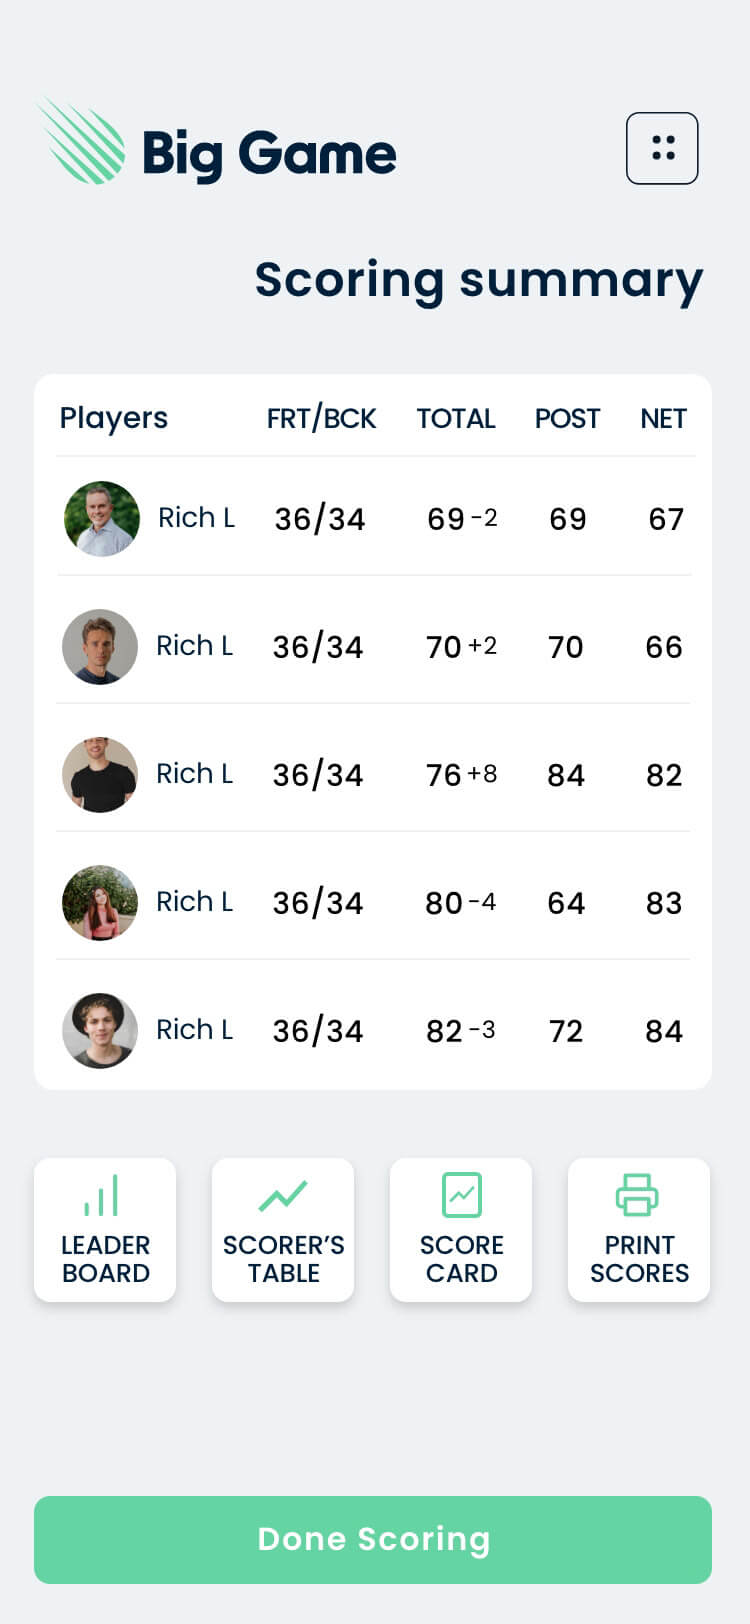 Big Game
Scoring summary
Players FRT/BCK TOTAL POST NET
Rich L 36/34 69 -2 69 67
Rich L 36/34 70 +2 70 66
Rich L 36/34 76 +8 84 82
Rich L 36/34 80 -4 64 83
Rich L 36/34 82 -3 72 84
LEADER
BOARD
SCORER’S
TABLE
SCORE
CARD
PRINT
SCORES
Done Scoring